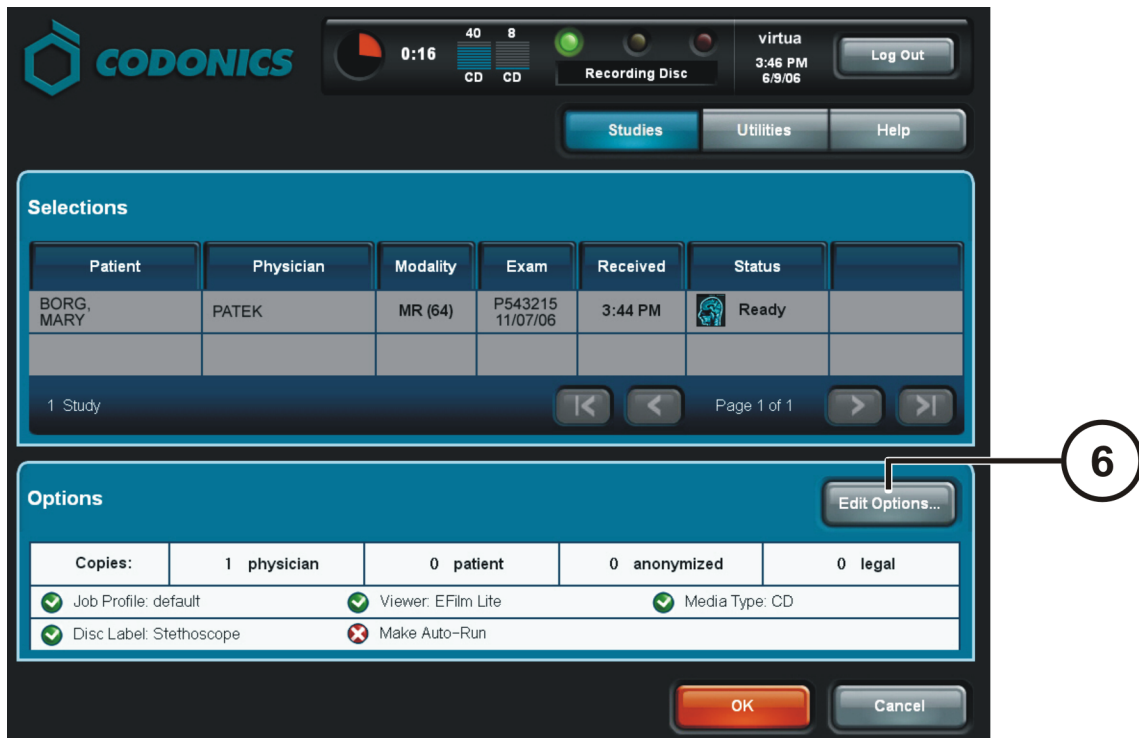 CODONICS
0:16
40 8
CD CD
Recording Disc
virtua
3:46 PM
6/9/06
Log Out
Studies Utilities Help
Selections
Patient Physician Modality Exam Received Status
BORG,
MARY
PATEK
MR (64)
P543215
11/07/06
3:44 PM
Ready
1 Study
Page 1 of 1
6
Options
Edit Options...
Copies: 1 physician 0 patient 0 anonymized 0 legal
Job Profile: default Viewer: EFilm Lite Media Type: CD
Disc Label: Stethoscope Make Auto-Run
OK Cancel